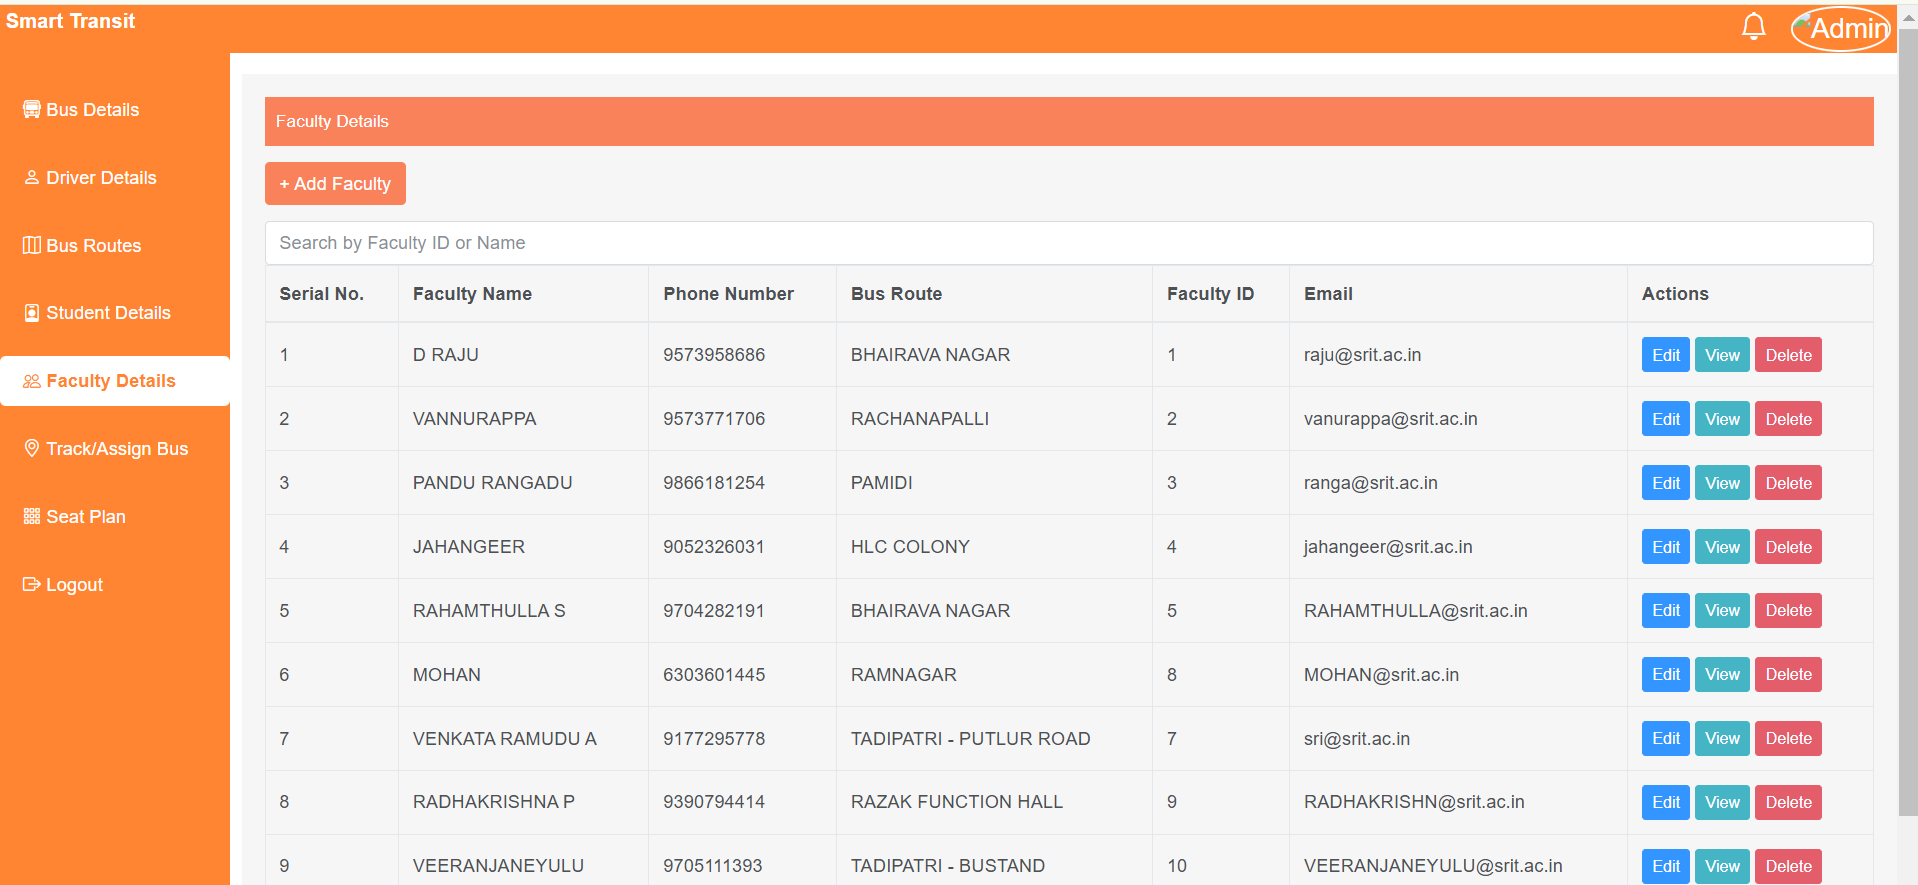 Smart Transit
Admin
Bus Details
Driver Details
Bus Routes
Student Details
Faculty Details
Track/Assign Bus
Seat Plan
Logout
Faculty Details
+ Add Faculty
Search by Faculty ID or Name
Serial No. Faculty Name Phone Number Bus Route Faculty ID Email Actions
1 D RAJU 9573958686 BHAIRAVA NAGAR 1 raju@srit.ac.in Edit View Delete
2 VANNURAPPA 9573771706 RACHANAPALLI 2 vanurappa@srit.ac.in Edit View Delete
3 PANDU RANGADU 9866181254 PAMIDI 3 ranga@srit.ac.in Edit View Delete
4 JAHANGEER 9052326031 HLC COLONY 4 jahangeer@srit.ac.in Edit View Delete
5 RAHAMTHULLA S 9704282191 BHAIRAVA NAGAR 5 RAHAMTHULLA@srit.ac.in Edit View Delete
6 MOHAN 6303601445 RAMNAGAR 8 MOHAN@srit.ac.in Edit View Delete
7 VENKATA RAMUDU A 9177295778 TADIPATRI - PUTLUR ROAD 7 sri@srit.ac.in Edit View Delete
8 RADHAKRISHNA P 9390794414 RAZAK FUNCTION HALL 9 RADHAKRISHN@srit.ac.in Edit View Delete
9 VEERANJANEYULU 9705111393 TADIPATRI - BUSTAND 10 VEERANJANEYULU@srit.ac.in Edit View Delete